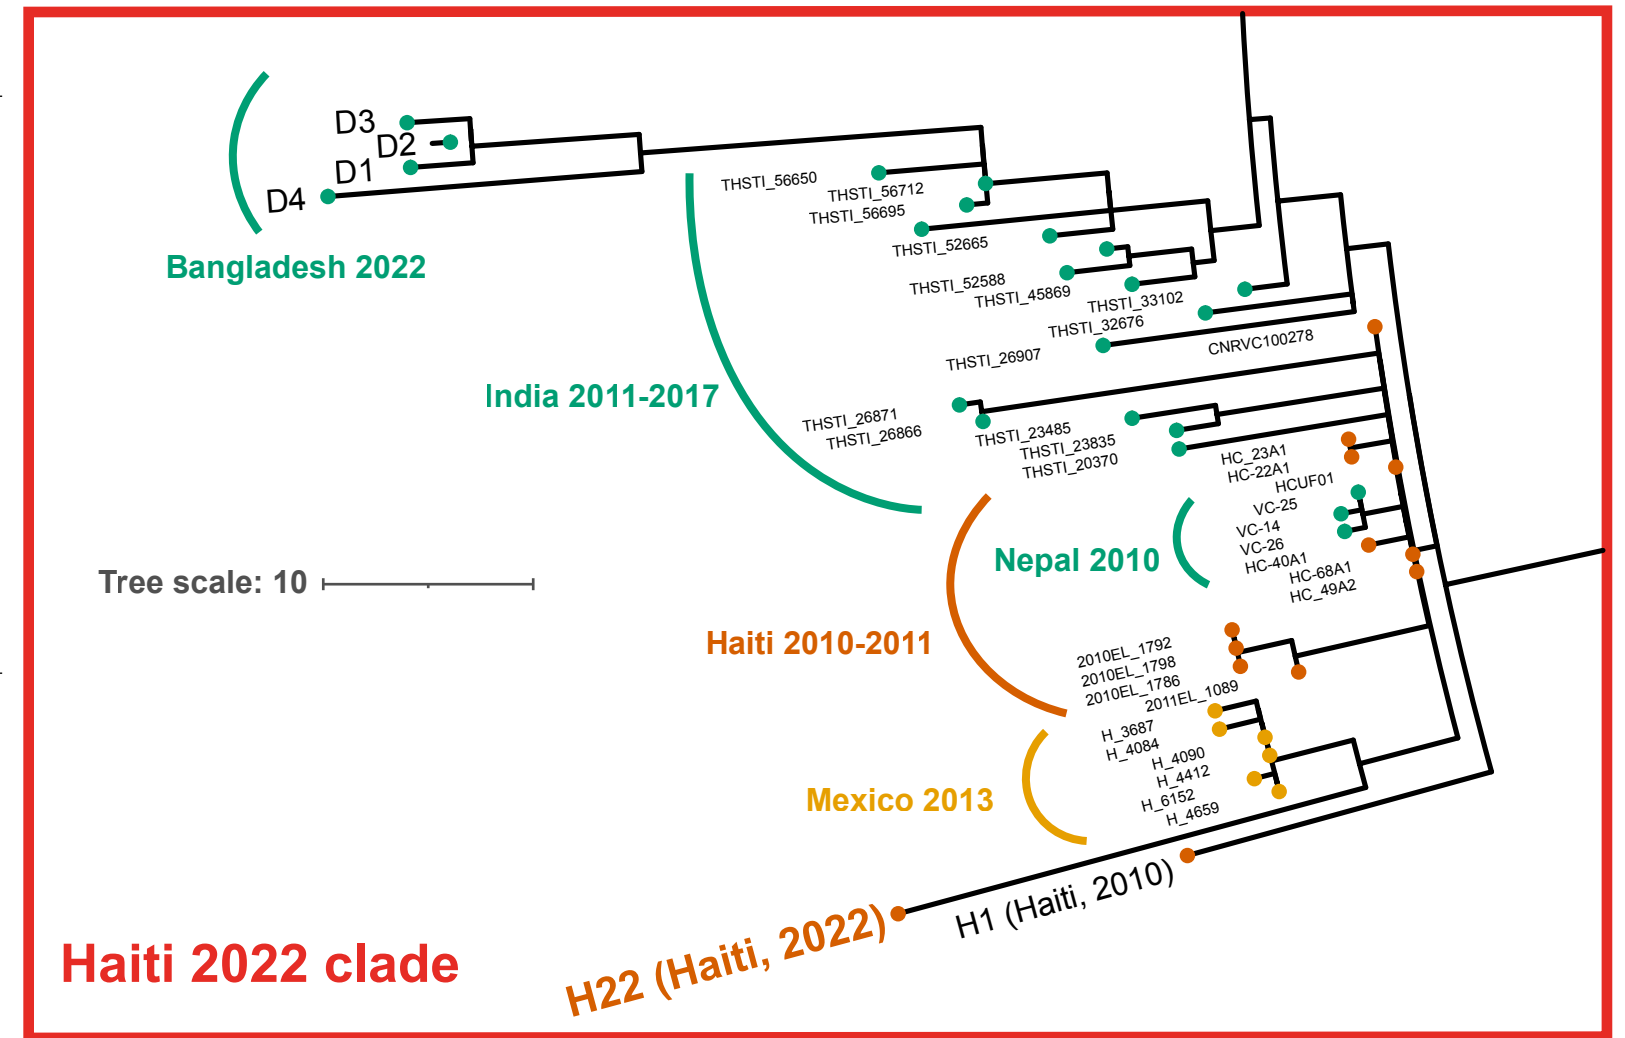 D3
D2
D1
D4
Bangladesh 2022
THSTI_56650
THSTI_56712
THSTI_56695
THSTI_52665
THSTI_52588
THSTI_45869
THSTI_33102
THSTI_32676
THSTI_26907
CNRVC100278
India 2011-2017
THSTI_26871
THSTI_26866
THSTI_23485
THSTI_23835
THSTI_20370
HC_23A1
HC-22A1
HCUF01
VC-25
VC-14
VC-26
HC-40A1
HC-68A1
HC_49A2
Nepal 2010
Tree scale: 10
Haiti 2010-2011
2010EL_1792
2010EL_1798
2010EL_1786
2011EL_1089
H_3687
H_4084
H_4090
H_4412
H_6152
H_4659
Mexico 2013
H1 (Haiti, 2010)
H22 (Haiti, 2022)
Haiti 2022 clade